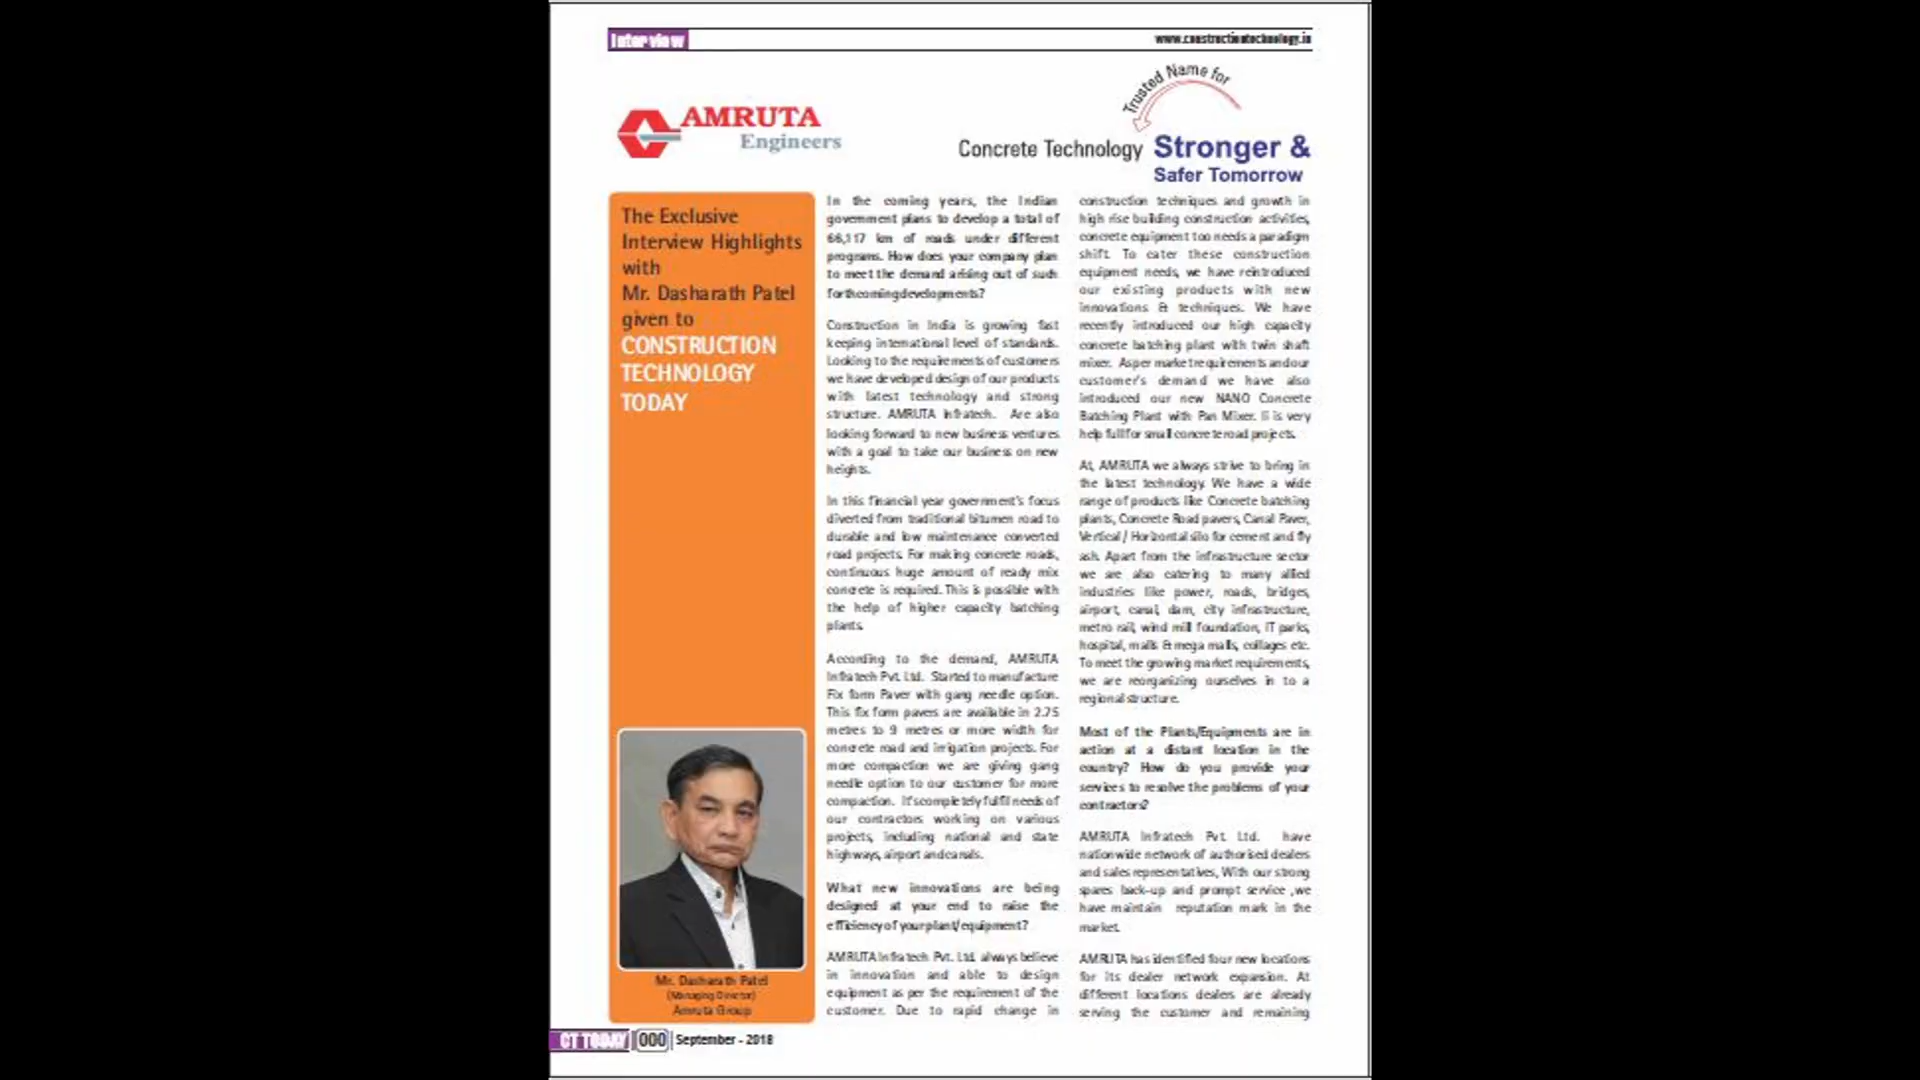 Interview
www.constructiontechnology.in
AMRUTA
Engineers
Trusted Name for
Concrete Technology
Stronger &
Safer Tomorrow
The Exclusive
Interview Highlights
with
Mr. Dasharath Patel
given to
CONSTRUCTION
TECHNOLOGY
TODAY
Mr. Dasharath Patel
(Managing Director)
Amruta Group
In the coming years, the Indian
government plans to develop a total of
66,117 km of roads under different
programs. How does your company plan
to meet the demand arising out of such
forthcoming developments?
Construction in India is growing fast
keeping international level of standards.
Looking to the requirements of customers
we have developed design of our products
with latest technology and strong
structure. AMRUTA Infratech. Are also
looking forward to new business ventures
with a goal to take our business on new
heights.
In this financial year government's focus
diverted from traditional bitumen road to
durable and low maintenance converted
road projects. For making concrete roads,
continuous huge amount of ready mix
concrete is required. This is possible with
the help of higher capacity batching
plants.
According to the demand, AMRUTA
Infratech Pvt. Ltd. Started to manufacture
Fix form Paver with gang needle option.
This fix form pavers are available in 2.75
metres to 9 metres or more width for
concrete road and irrigation projects. For
more compaction we are giving gang
needle option to our customer for more
compaction. It's completely fulfil needs of
our contractors working on various
projects, including national and state
highways, airport and canals.
What new innovations are being
designed at your end to raise the
efficiency of your plant/equipment?
AMRUTA Infratech Pvt. Ltd. always believe
in innovation and able to design
equipment as per the requirement of the
customer. Due to rapid change in
construction techniques and growth in
high rise building construction activities,
concrete equipment too needs a paradigm
shift. To cater these construction
equipment needs, we have reintroduced
our existing products with new
innovations & techniques. We have
recently introduced our high capacity
concrete batching plant with twin shaft
mixer. As per market requirements and our
customer's demand we have also
introduced our new NANO Concrete
Batching Plant with Pan Mixer. It is very
help full for small concrete road projects.
At, AMRUTA we always strive to bring in
the latest technology. We have a wide
range of products like Concrete batching
plants, Concrete Road pavers, Canal Paver,
Vertical / Horizontal silo for cement and fly
ash. Apart from the infrastructure sector
we are also catering to many allied
industries like power, roads, bridges,
airport, canal, dam, city infrastructure,
metro rail, wind mill foundation, IT parks,
hospital, malls & mega malls, collages etc.
To meet the growing market requirements,
we are reorganizing ourselves in to a
regional structure.
Most of the Plants/Equipments are in
action at a distant location in the
country? How do you provide your
services to resolve the problems of your
contractors?
AMRUTA Infratech Pvt. Ltd. have
nationwide network of authorised dealers
and sales representatives, With our strong
spares back-up and prompt service ,we
have maintain reputation mark in the
market.
AMRUTA has identified four new locations
for its dealer network expansion. At
different locations dealers are already
serving the customer and remaining
CT TODAY 000 September - 2018